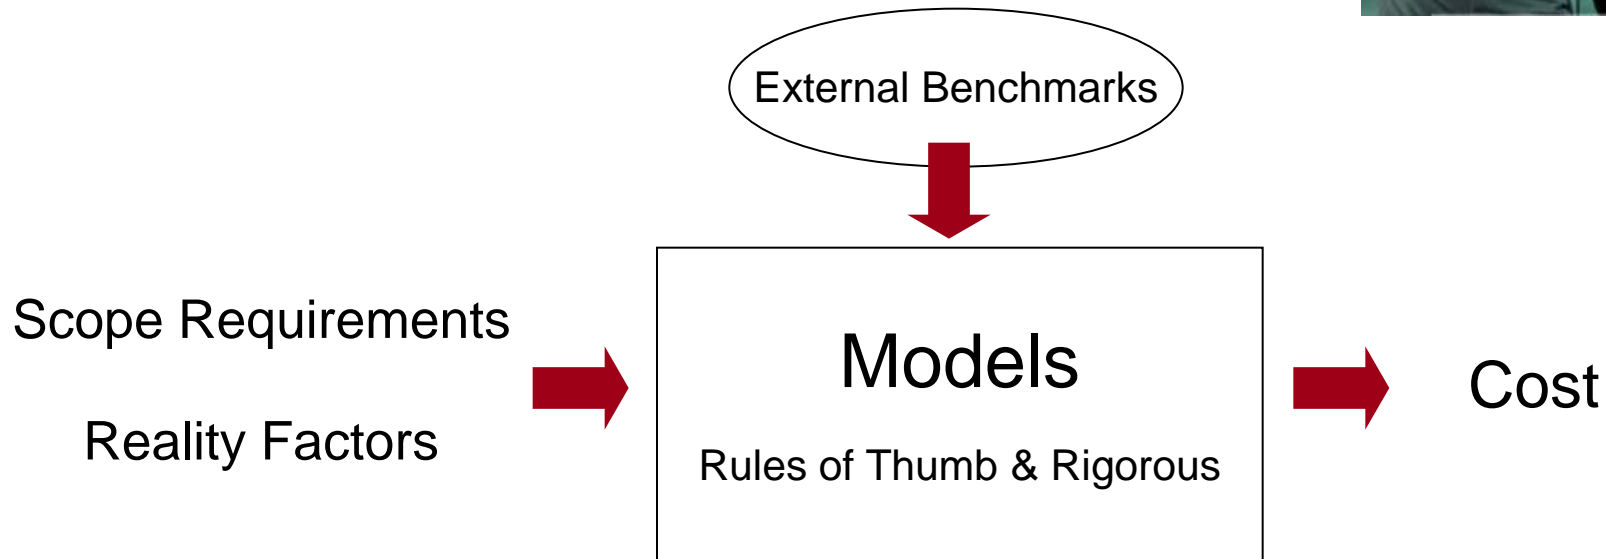 External Benchmarks
Scope Requirements
Reality Factors
Models
Rules of Thumb & Rigorous
Cost